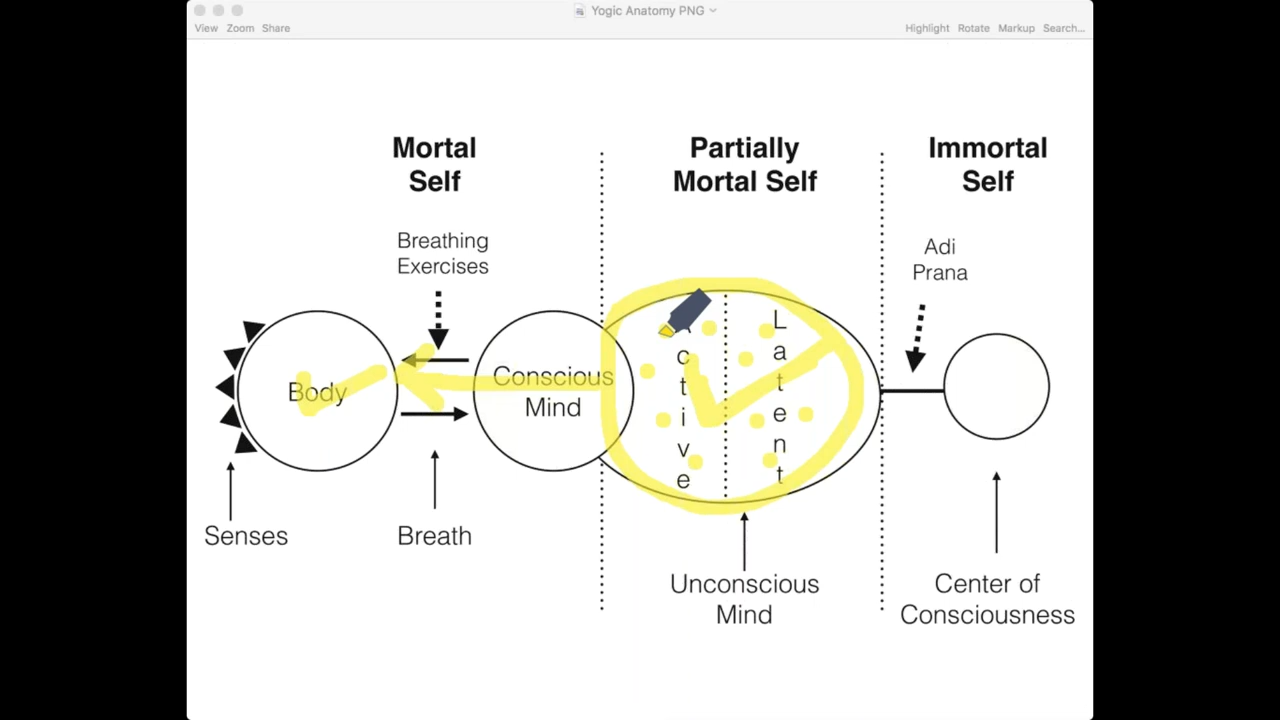 Yogic Anatomy PNG
View Zoom Share
Highlight Rotate Markup Search...
Mortal
Self
Partially
Mortal Self
Immortal
Self
Breathing
Exercises
Adi
Prana
Body
Conscious
Mind
Active
Latent
Senses
Breath
Unconscious
Mind
Center of
Consciousness